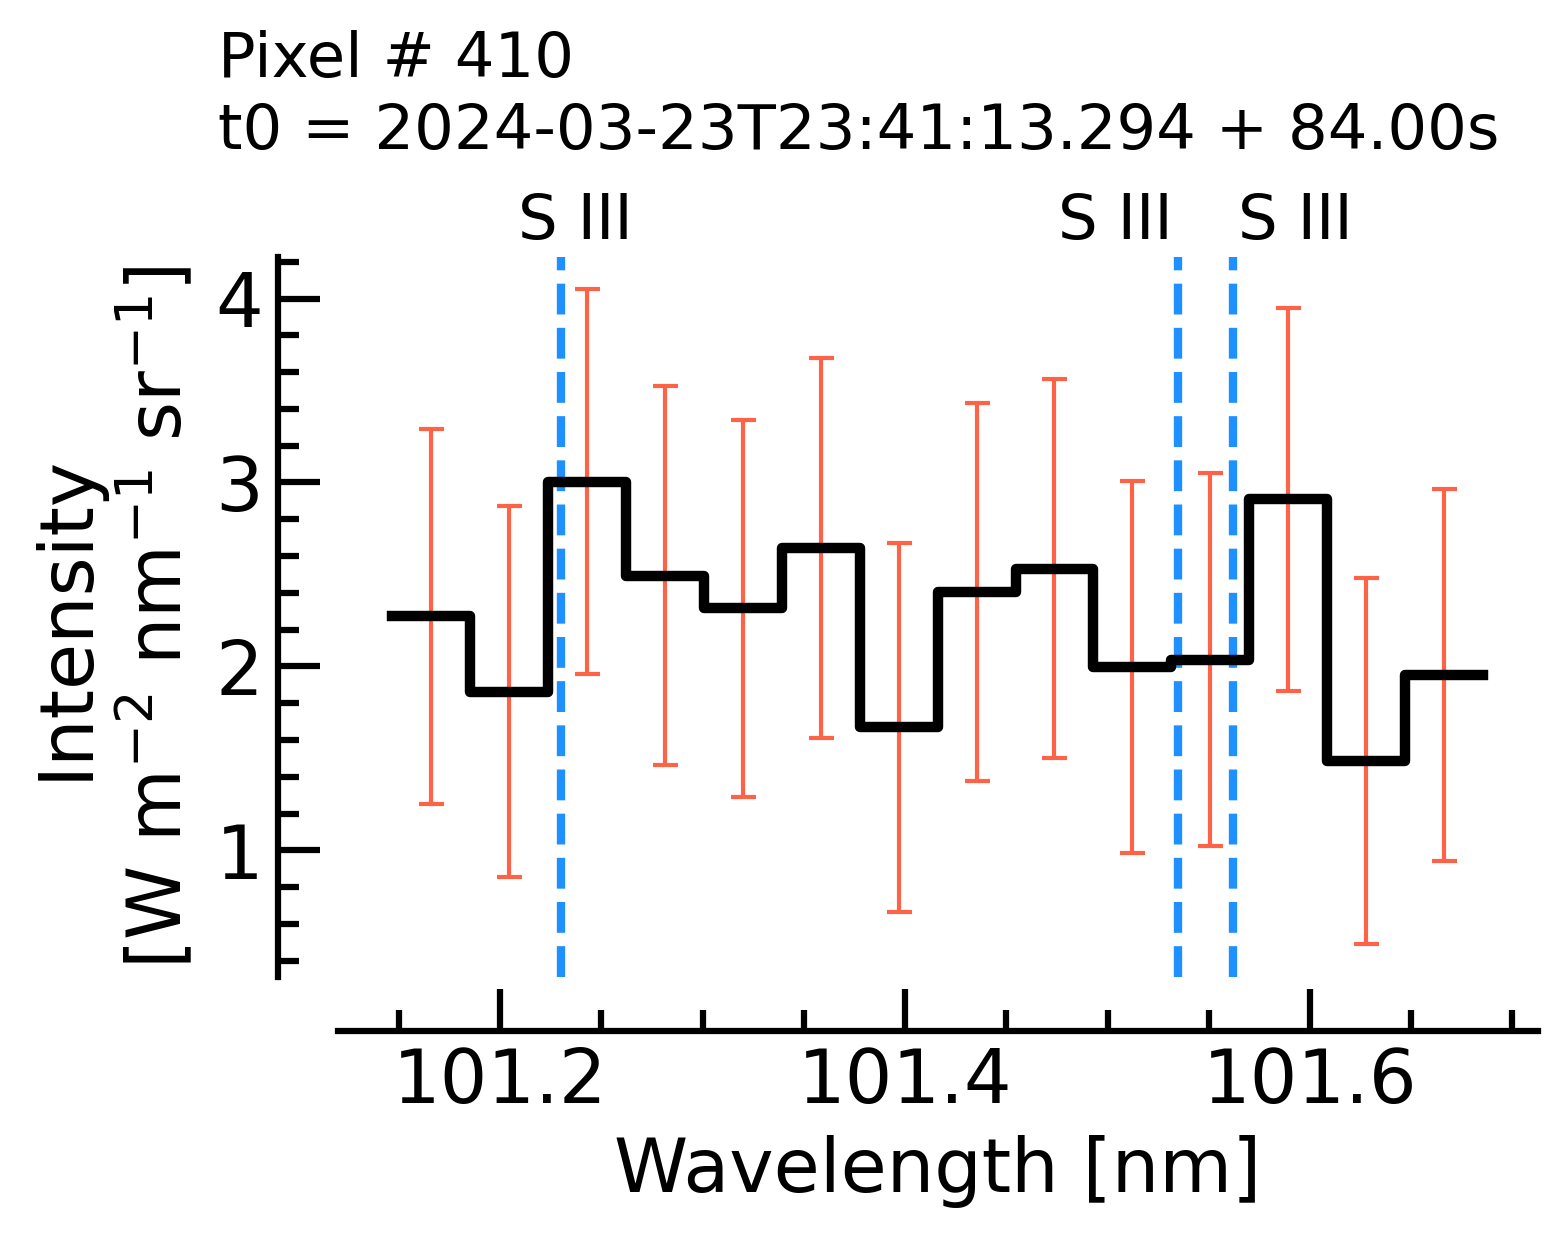 Pixel # 410
t0 = 2024-03-23T23:41:13.294 + 84.00s
S III S III S III
Intensity
[W m⁻² nm⁻¹ sr⁻¹]
4
3
2
1
101.2 101.4 101.6
Wavelength [nm]